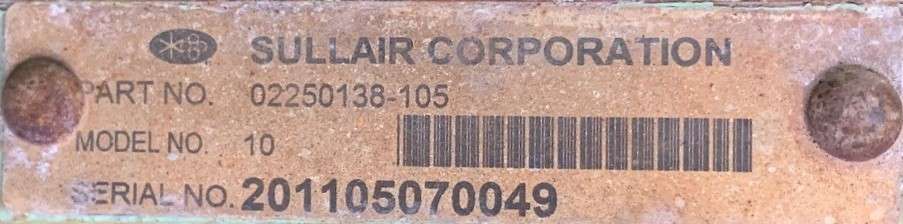 SULLAIR CORPORATION
PART NO. 02250138-105
MODEL NO. 10
SERIAL NO. 201105070049